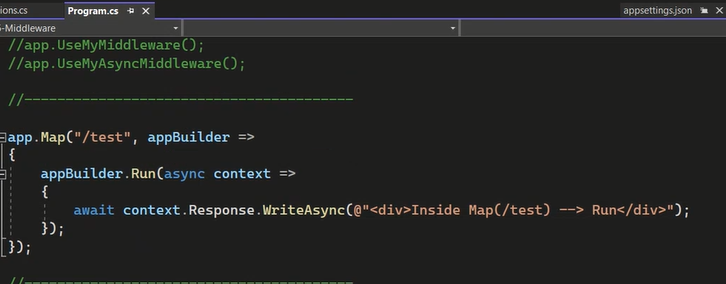 ions.cs
Program.cs
appsettings.json
5-Middleware
//app.UseMyMiddleware();
//app.UseMyAsyncMiddleware();
//----------------------------------------
app.Map("/test", appBuilder =>
{
appBuilder.Run(async context =>
{
await context.Response.WriteAsync(@"<div>Inside Map(/test) --> Run</div>");
});
});
//----------------------------------------